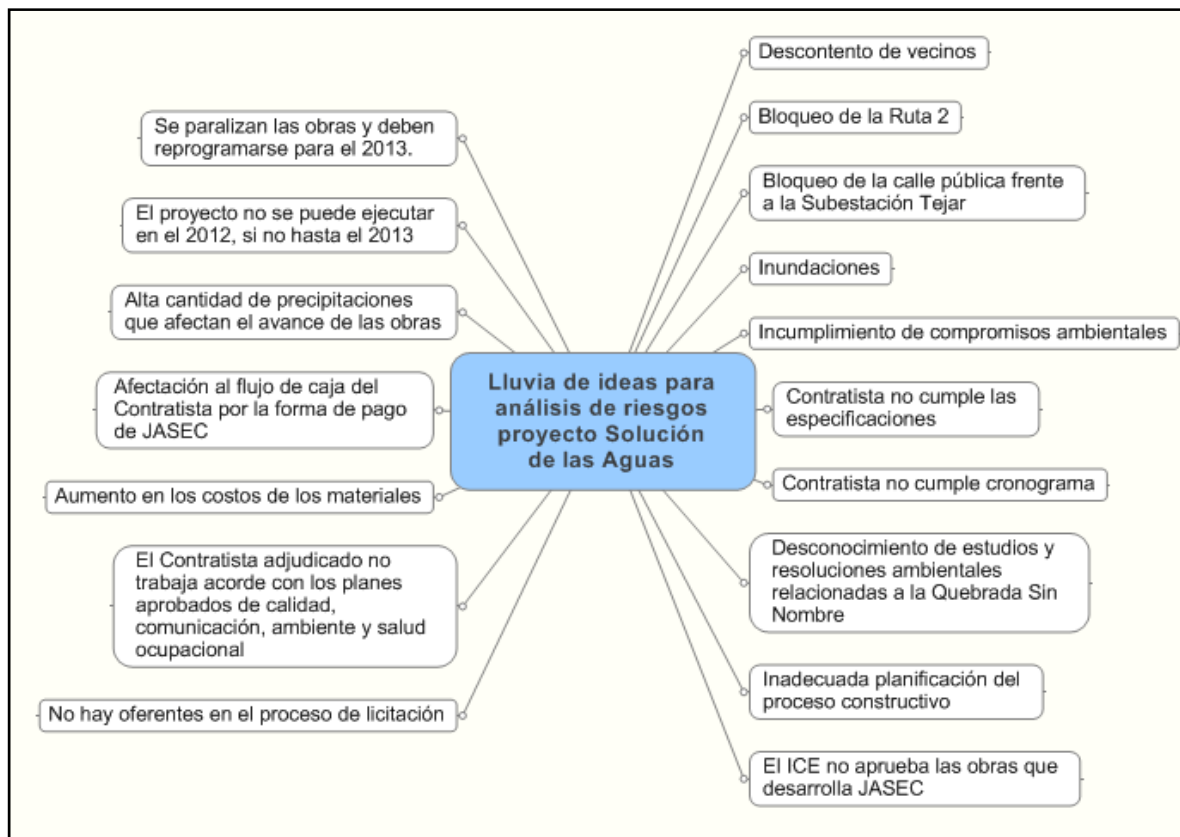 Lluvia de ideas para
análisis de riesgos
proyecto Solución
de las Aguas
Descontento de vecinos
Bloqueo de la Ruta 2
Bloqueo de la calle pública frente
a la Subestación Tejar
Inundaciones
Incumplimiento de compromisos ambientales
Contratista no cumple las
especificaciones
Contratista no cumple cronograma
Desconocimiento de estudios y
resoluciones ambientales
relacionadas a la Quebrada Sin
Nombre
Inadecuada planificación del
proceso constructivo
El ICE no aprueba las obras que
desarrolla JASEC
Se paralizan las obras y deben
reprogramarse para el 2013.
El proyecto no se puede ejecutar
en el 2012, si no hasta el 2013
Alta cantidad de precipitaciones
que afectan el avance de las obras
Afectación al flujo de caja del
Contratista por la forma de pago
de JASEC
Aumento en los costos de los materiales
El Contratista adjudicado no
trabaja acorde con los planes
aprobados de calidad,
comunicación, ambiente y salud
ocupacional
No hay oferentes en el proceso de licitación